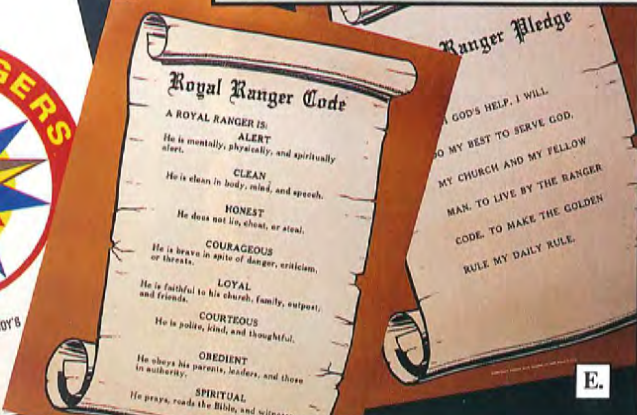 GERS
OY'S
Royal Ranger Code
A ROYAL RANGER IS:
ALERT
He is mentally, physically, and spiritually
alert.
CLEAN
He is clean in body, mind, and speech.
HONEST
He does not lie, cheat, or steal.
COURAGEOUS
He is brave in spite of danger, criticism,
or threats.
LOYAL
He is faithful to his church, family, outpost,
and friends.
COURTEOUS
He is polite, kind, and thoughtful.
OBEDIENT
He obeys his parents, leaders, and those
in authority.
SPIRITUAL
He prays, reads the Bible, and
Ranger Pledge
GOD'S HELP, I WILL
DO MY BEST TO SERVE GOD,
MY CHURCH AND MY FELLOW
MAN. TO LIVE BY THE RANGER
CODE. TO MAKE THE GOLDEN
RULE MY DAILY RULE.
E.